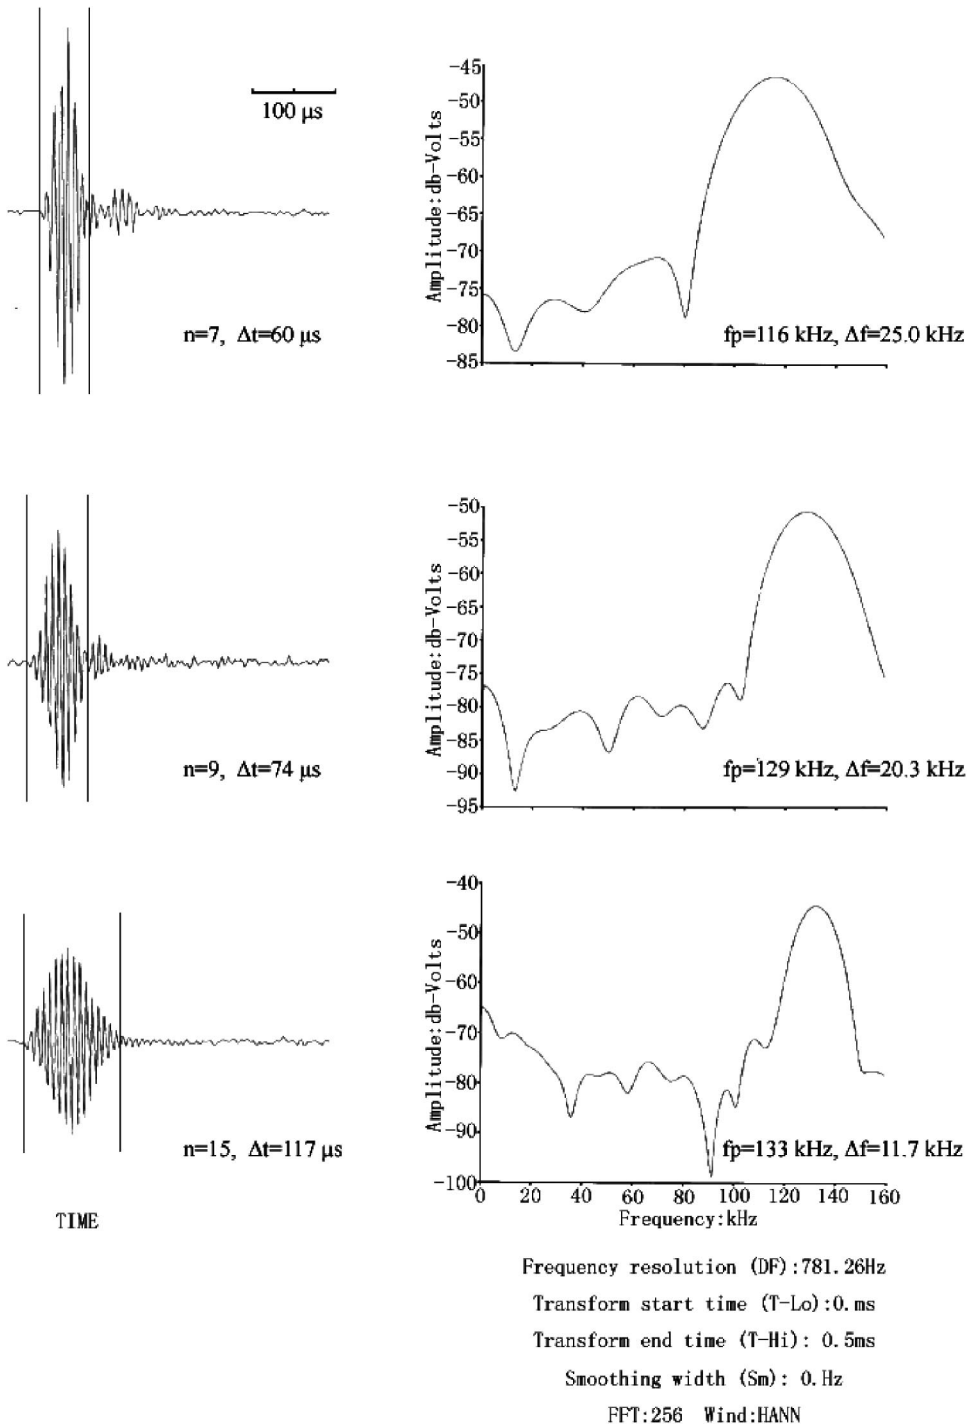 100 μs
n=7, Δt=60 μs
-45
-50
-55
-60
-65
-70
-75
-80
-85
Amplitude:db-Volts
fp=116 kHz, Δf=25.0 kHz
n=9, Δt=74 μs
-50
-55
-60
-65
-70
-75
-80
-85
-90
-95
Amplitude:db-Volts
fp=129 kHz, Δf=20.3 kHz
n=15, Δt=117 μs
TIME
-40
-50
-60
-70
-80
-90
-100
Amplitude:db-Volts
fp=133 kHz, Δf=11.7 kHz
0 20 40 60 80 100 120 140 160
Frequency:kHz
Frequency resolution (DF):781.26Hz
Transform start time (T-Lo):0.ms
Transform end time (T-Hi): 0.5ms
Smoothing width (Sm): 0.Hz
FFT:256 Wind:HANN